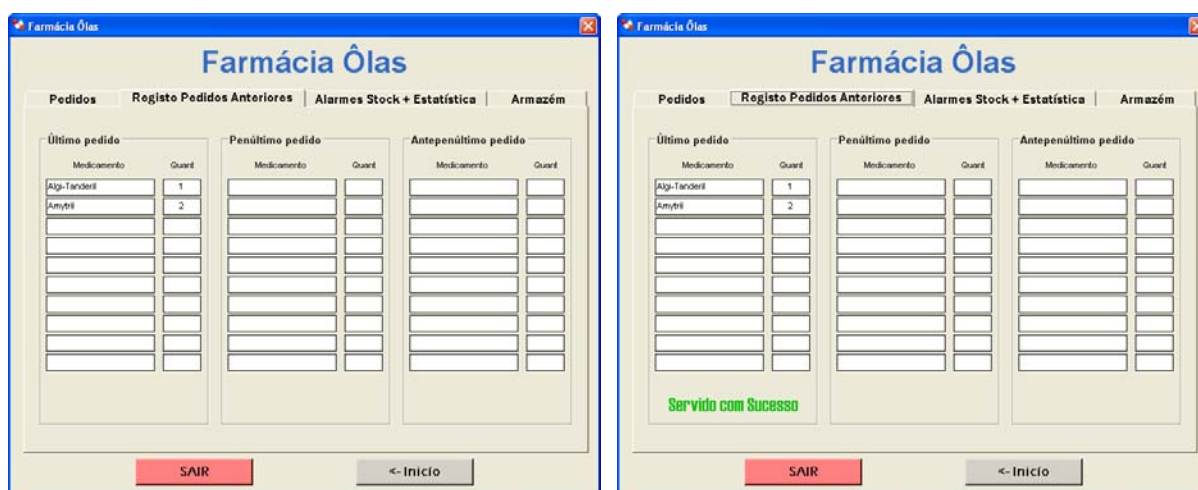 Farmácia Ôlas
Farmácia Ôlas
Pedidos Registo Pedidos Anteriores Alarmes Stock + Estatística Armazém
Último pedido Penúltimo pedido Antepenúltimo pedido
Medicamento Quant Medicamento Quant Medicamento Quant
Algi-Tanderil 1
Amytril 2
SAIR <- Início
Farmácia Ôlas
Farmácia Ôlas
Pedidos Registo Pedidos Anteriores Alarmes Stock + Estatística Armazém
Último pedido Penúltimo pedido Antepenúltimo pedido
Medicamento Quant Medicamento Quant Medicamento Quant
Algi-Tanderil 1
Amytril 2
Servido com Sucesso
SAIR <- Início